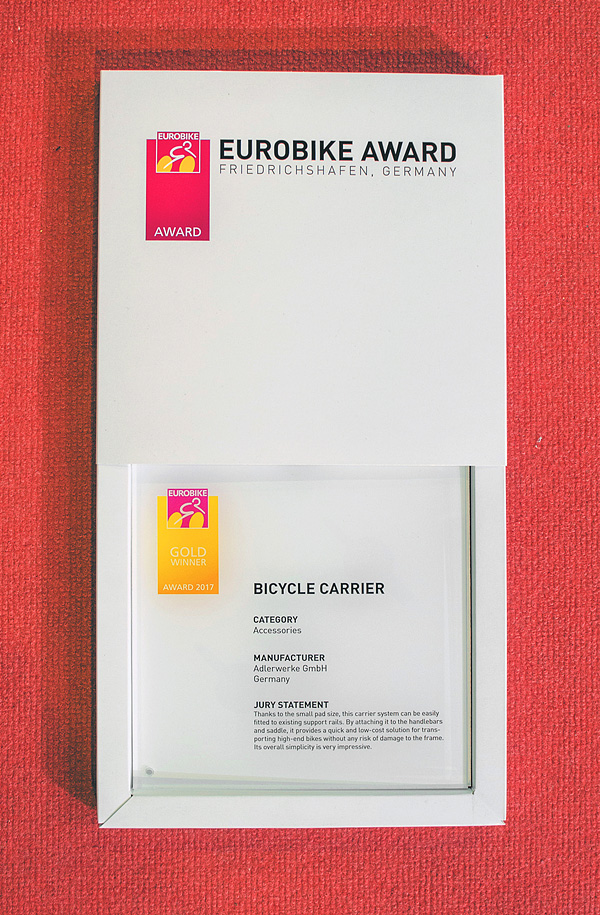 EUROBIKE
AWARD
EUROBIKE AWARD
FRIEDRICHSHAFEN, GERMANY
EUROBIKE
GOLD
WINNER
AWARD 2017
BICYCLE CARRIER
CATEGORY
Accessories
MANUFACTURER
Adlerwerke GmbH
Germany
JURY STATEMENT
Thanks to the small pad size, this carrier system can be easily
fitted to existing support rails. By attaching it to the handlebars
and saddle, it provides a quick and low-cost solution for trans-
porting high-end bikes without any risk of damage to the frame.
Its overall simplicity is very impressive.